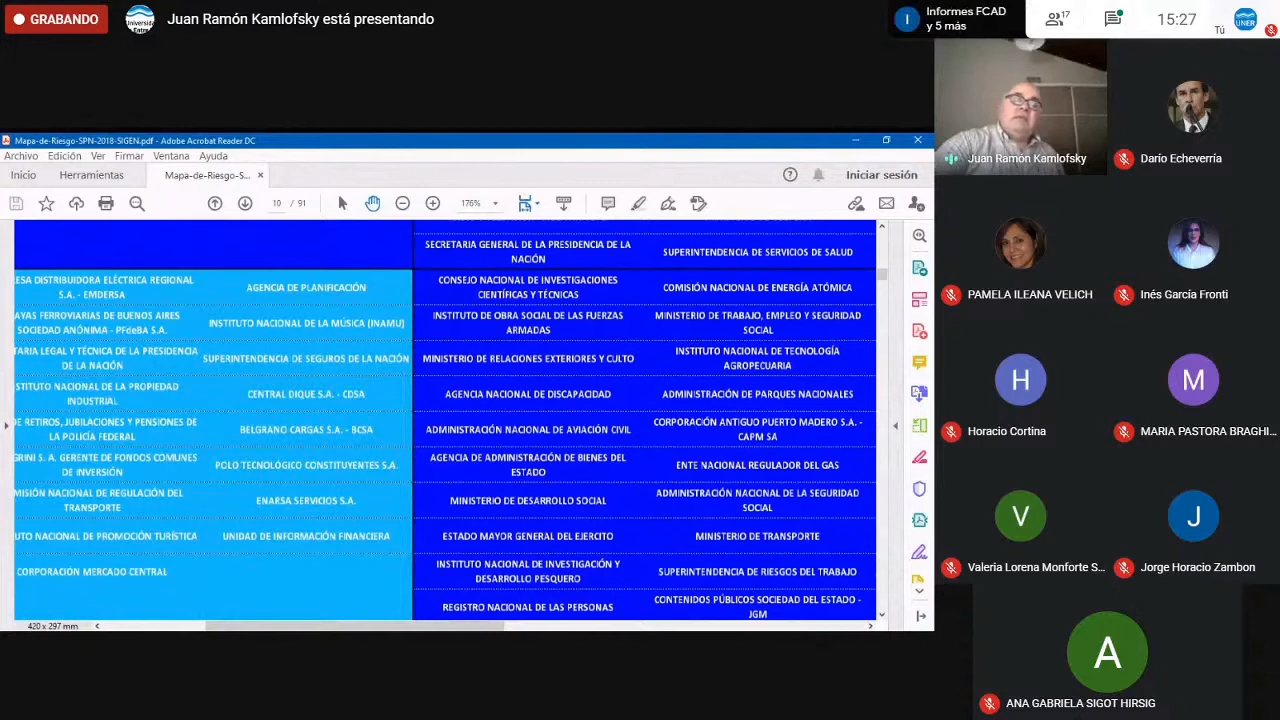 GRABANDO
Universida
Juan Ramón Kamlofsky está presentando
Informes FCAD
y 5 más
17
15:27
Tú
UNER
Mapa-de-Riesgo-SPN-2018-SIGEN.pdf - Adobe Acrobat Reader DC
Archivo Edición Ver Firmar Ventana Ayuda
Inicio Herramientas Mapa-de-Riesgo-S... × Iniciar sesión
10 / 91 176%
SECRETARIA GENERAL DE LA PRESIDENCIA DE LA
NACIÓN
SUPERINTENDENCIA DE SERVICIOS DE SALUD
RESA DISTRIBUIDORA ELÉCTRICA REGIONAL
S.A. - EMDERSA
AGENCIA DE PLANIFICACIÓN
CONSEJO NACIONAL DE INVESTIGACIONES
CIENTÍFICAS Y TÉCNICAS
COMISIÓN NACIONAL DE ENERGÍA ATÓMICA
AYAS FERROVIARIAS DE BUENOS AIRES
SOCIEDAD ANÓNIMA - PFdeBA S.A.
INSTITUTO NACIONAL DE LA MÚSICA (INAMU)
INSTITUTO DE OBRA SOCIAL DE LAS FUERZAS
ARMADAS
MINISTERIO DE TRABAJO, EMPLEO Y SEGURIDAD
SOCIAL
TARIA LEGAL Y TÉCNICA DE LA PRESIDENCIA
DE LA NACIÓN
SUPERINTENDENCIA DE SEGUROS DE LA NACIÓN
MINISTERIO DE RELACIONES EXTERIORES Y CULTO
INSTITUTO NACIONAL DE TECNOLOGÍA
AGROPECUARIA
STITUTO NACIONAL DE LA PROPIEDAD
INDUSTRIAL
CENTRAL DIQUE S.A. - CDSA
AGENCIA NACIONAL DE DISCAPACIDAD
ADMINISTRACIÓN DE PARQUES NACIONALES
DE RETIROS, JUBILACIONES Y PENSIONES DE
LA POLICÍA FEDERAL
BELGRANO CARGAS S.A. - BCSA
ADMINISTRACIÓN NACIONAL DE AVIACIÓN CIVIL
CORPORACIÓN ANTIGUO PUERTO MADERO S.A. -
CAPM SA
GRINI S. A. GERENTE DE FONDOS COMUNES
DE INVERSIÓN
POLO TECNOLÓGICO CONSTITUYENTES S.A.
AGENCIA DE ADMINISTRACIÓN DE BIENES DEL
ESTADO
ENTE NACIONAL REGULADOR DEL GAS
MISIÓN NACIONAL DE REGULACIÓN DEL
TRANSPORTE
ENARSA SERVICIOS S.A.
MINISTERIO DE DESARROLLO SOCIAL
ADMINISTRACIÓN NACIONAL DE LA SEGURIDAD
SOCIAL
UTO NACIONAL DE PROMOCIÓN TURÍSTICA
UNIDAD DE INFORMACIÓN FINANCIERA
ESTADO MAYOR GENERAL DEL EJERCITO
MINISTERIO DE TRANSPORTE
CORPORACIÓN MERCADO CENTRAL
INSTITUTO NACIONAL DE INVESTIGACIÓN Y
DESARROLLO PESQUERO
SUPERINTENDENCIA DE RIESGOS DEL TRABAJO
REGISTRO NACIONAL DE LAS PERSONAS
CONTENIDOS PÚBLICOS SOCIEDAD DEL ESTADO -
JGM
420 x 297 mm
Juan Ramón Kamlofsky
Darío Echeverría
PAMELA ILEANA VELICH
Inés García Fronti
H
Horacio Cortina
M
MARIA PASTORA BRAGHI...
V
Valeria Lorena Monforte S...
J
Jorge Horacio Zambon
A
ANA GABRIELA SIGOT HIRSIG